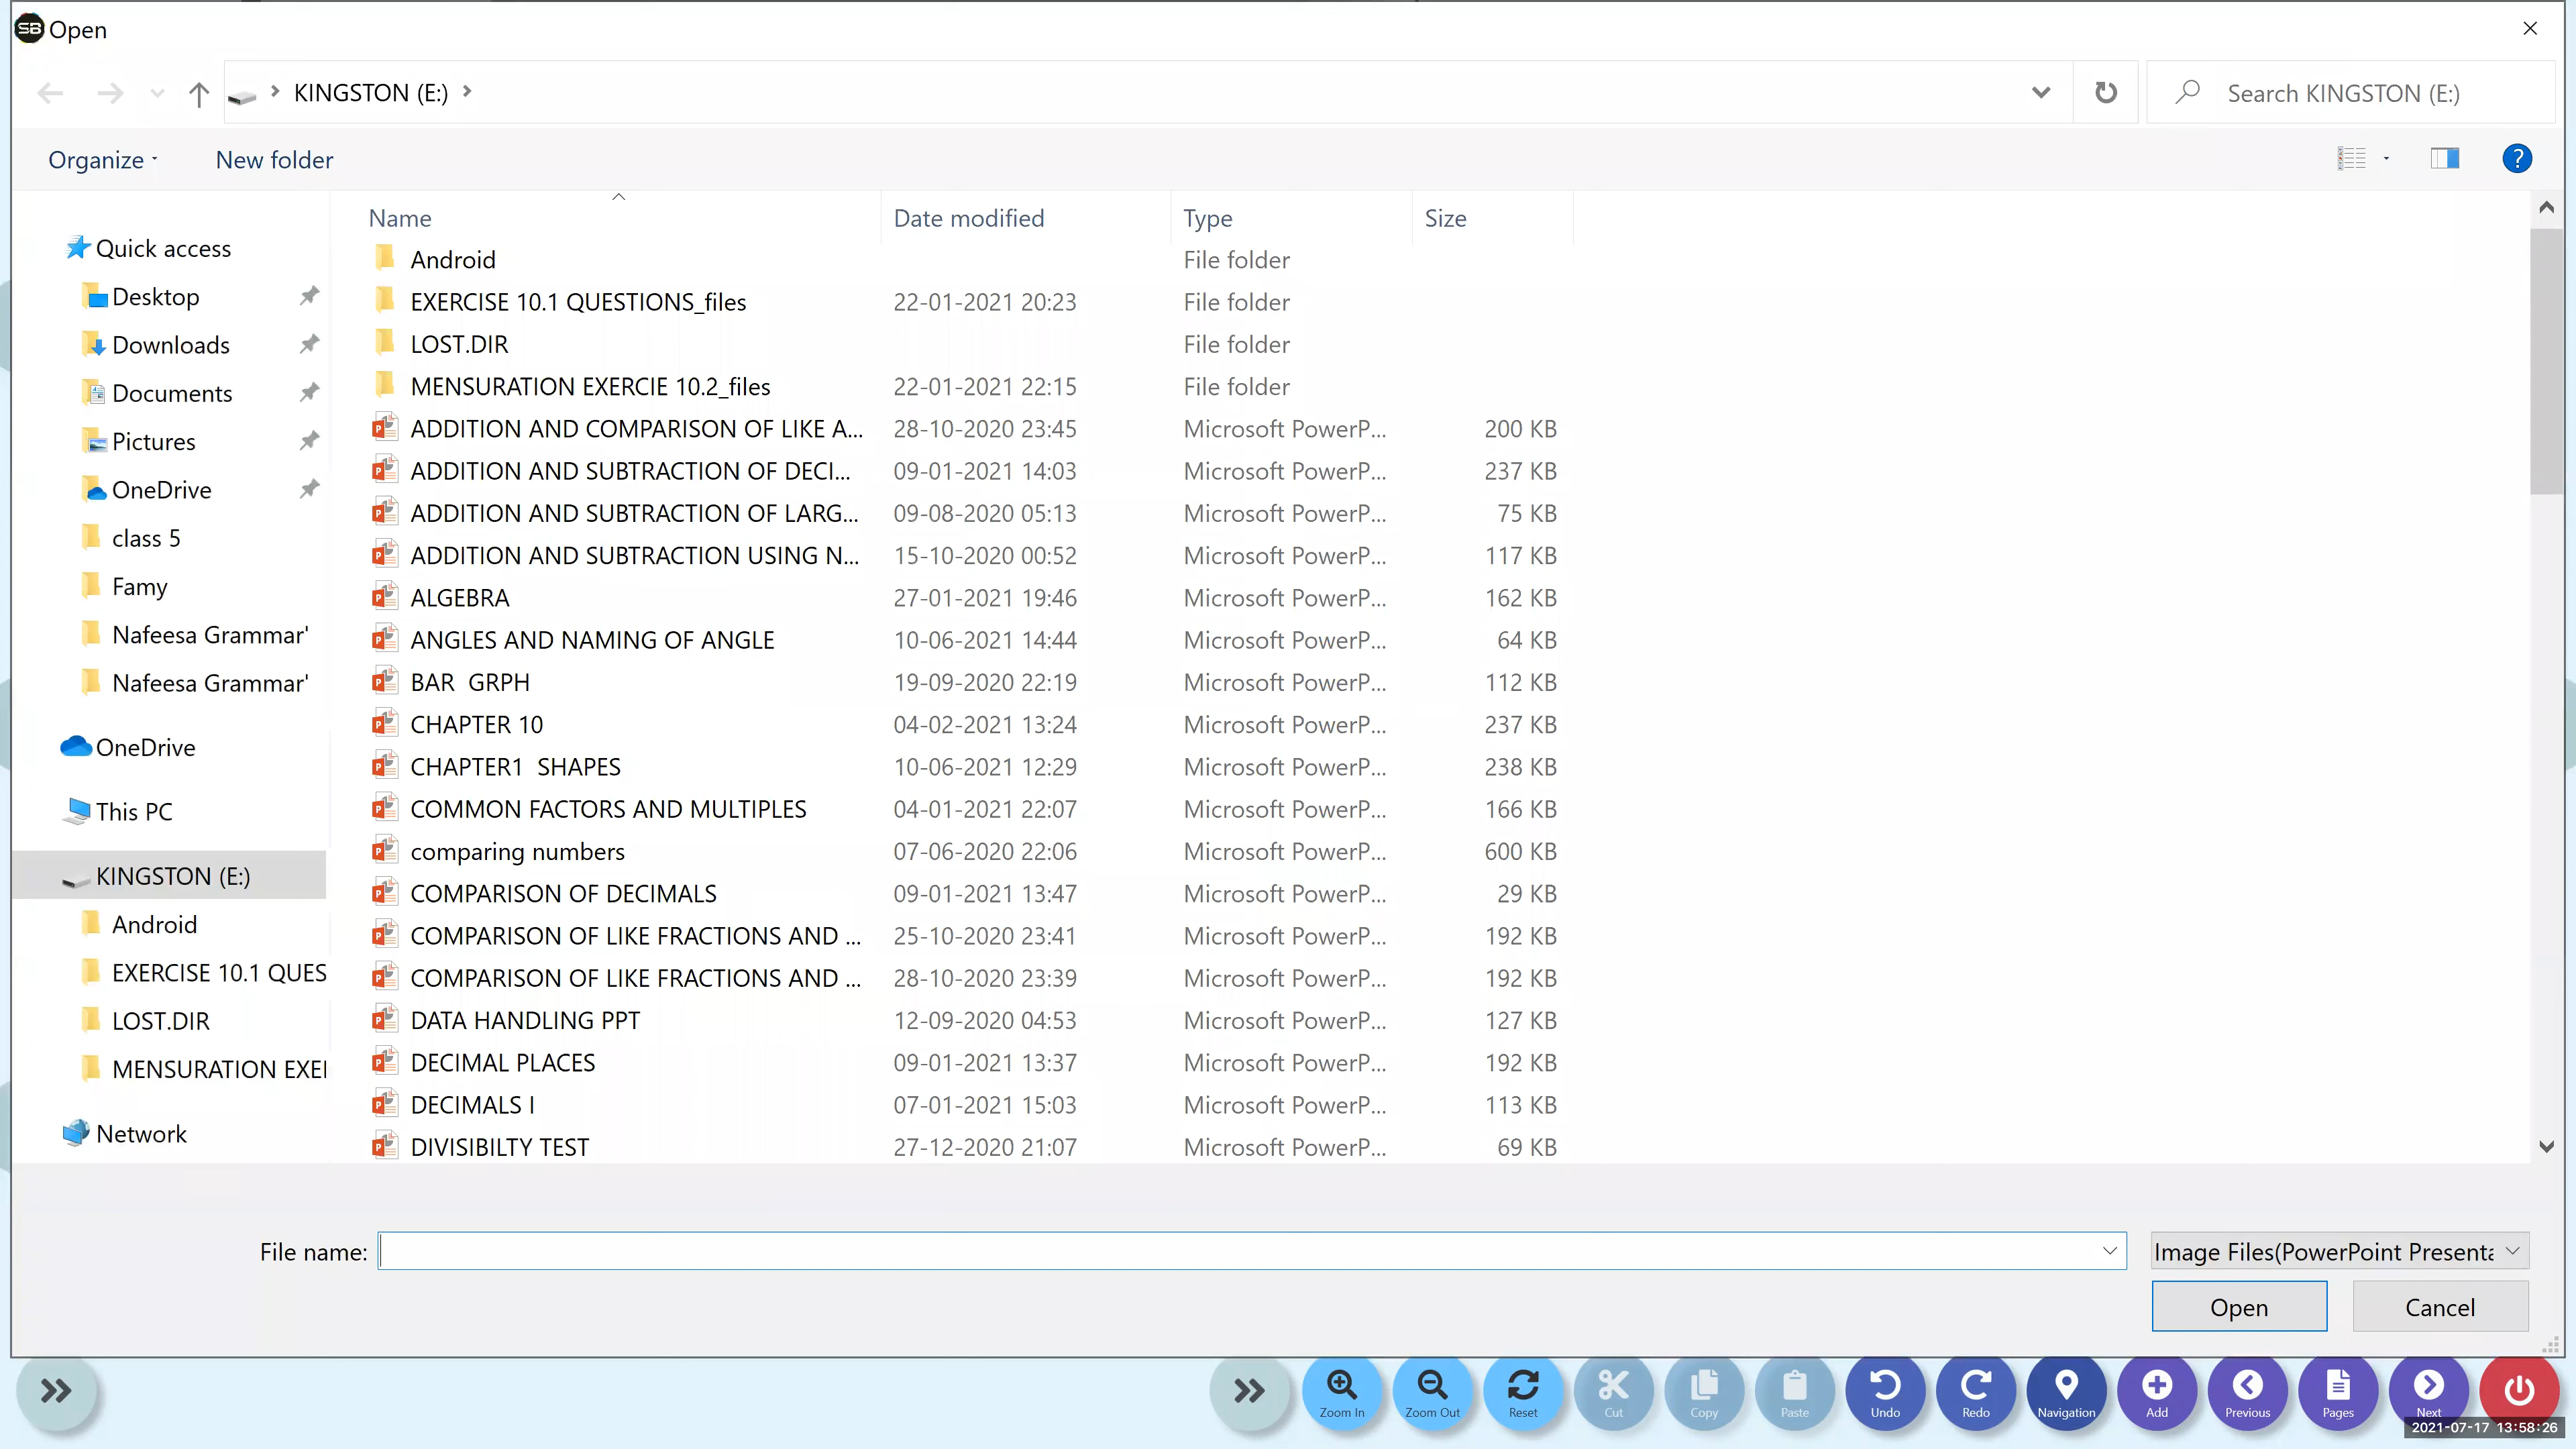 SB Open
KINGSTON (E:)
Search KINGSTON (E:)
Organize
New folder
?
Name Date modified Type Size
Quick access
Desktop
Downloads
Documents
Pictures
OneDrive
class 5
Famy
Nafeesa Grammar'
Nafeesa Grammar'
OneDrive
This PC
KINGSTON (E:)
Android
EXERCISE 10.1 QUES
LOST.DIR
MENSURATION EXEI
Network
Android File folder
EXERCISE 10.1 QUESTIONS_files 22-01-2021 20:23 File folder
LOST.DIR File folder
MENSURATION EXERCIE 10.2_files 22-01-2021 22:15 File folder
ADDITION AND COMPARISON OF LIKE A... 28-10-2020 23:45 Microsoft PowerP... 200 KB
ADDITION AND SUBTRACTION OF DECI... 09-01-2021 14:03 Microsoft PowerP... 237 KB
ADDITION AND SUBTRACTION OF LARG... 09-08-2020 05:13 Microsoft PowerP... 75 KB
ADDITION AND SUBTRACTION USING N... 15-10-2020 00:52 Microsoft PowerP... 117 KB
ALGEBRA 27-01-2021 19:46 Microsoft PowerP... 162 KB
ANGLES AND NAMING OF ANGLE 10-06-2021 14:44 Microsoft PowerP... 64 KB
BAR  GRPH 19-09-2020 22:19 Microsoft PowerP... 112 KB
CHAPTER 10 04-02-2021 13:24 Microsoft PowerP... 237 KB
CHAPTER1  SHAPES 10-06-2021 12:29 Microsoft PowerP... 238 KB
COMMON FACTORS AND MULTIPLES 04-01-2021 22:07 Microsoft PowerP... 166 KB
comparing numbers 07-06-2020 22:06 Microsoft PowerP... 600 KB
COMPARISON OF DECIMALS 09-01-2021 13:47 Microsoft PowerP... 29 KB
COMPARISON OF LIKE FRACTIONS AND ... 25-10-2020 23:41 Microsoft PowerP... 192 KB
COMPARISON OF LIKE FRACTIONS AND ... 28-10-2020 23:39 Microsoft PowerP... 192 KB
DATA HANDLING PPT 12-09-2020 04:53 Microsoft PowerP... 127 KB
DECIMAL PLACES 09-01-2021 13:37 Microsoft PowerP... 192 KB
DECIMALS I 07-01-2021 15:03 Microsoft PowerP... 113 KB
DIVISIBILTY TEST 27-12-2020 21:07 Microsoft PowerP... 69 KB
File name:
Image Files(PowerPoint Presenta
Open Cancel
Zoom In Zoom Out Reset Cut Copy Paste Undo Redo Navigation Add Previous Pages Next
2021-07-17 13:58:26